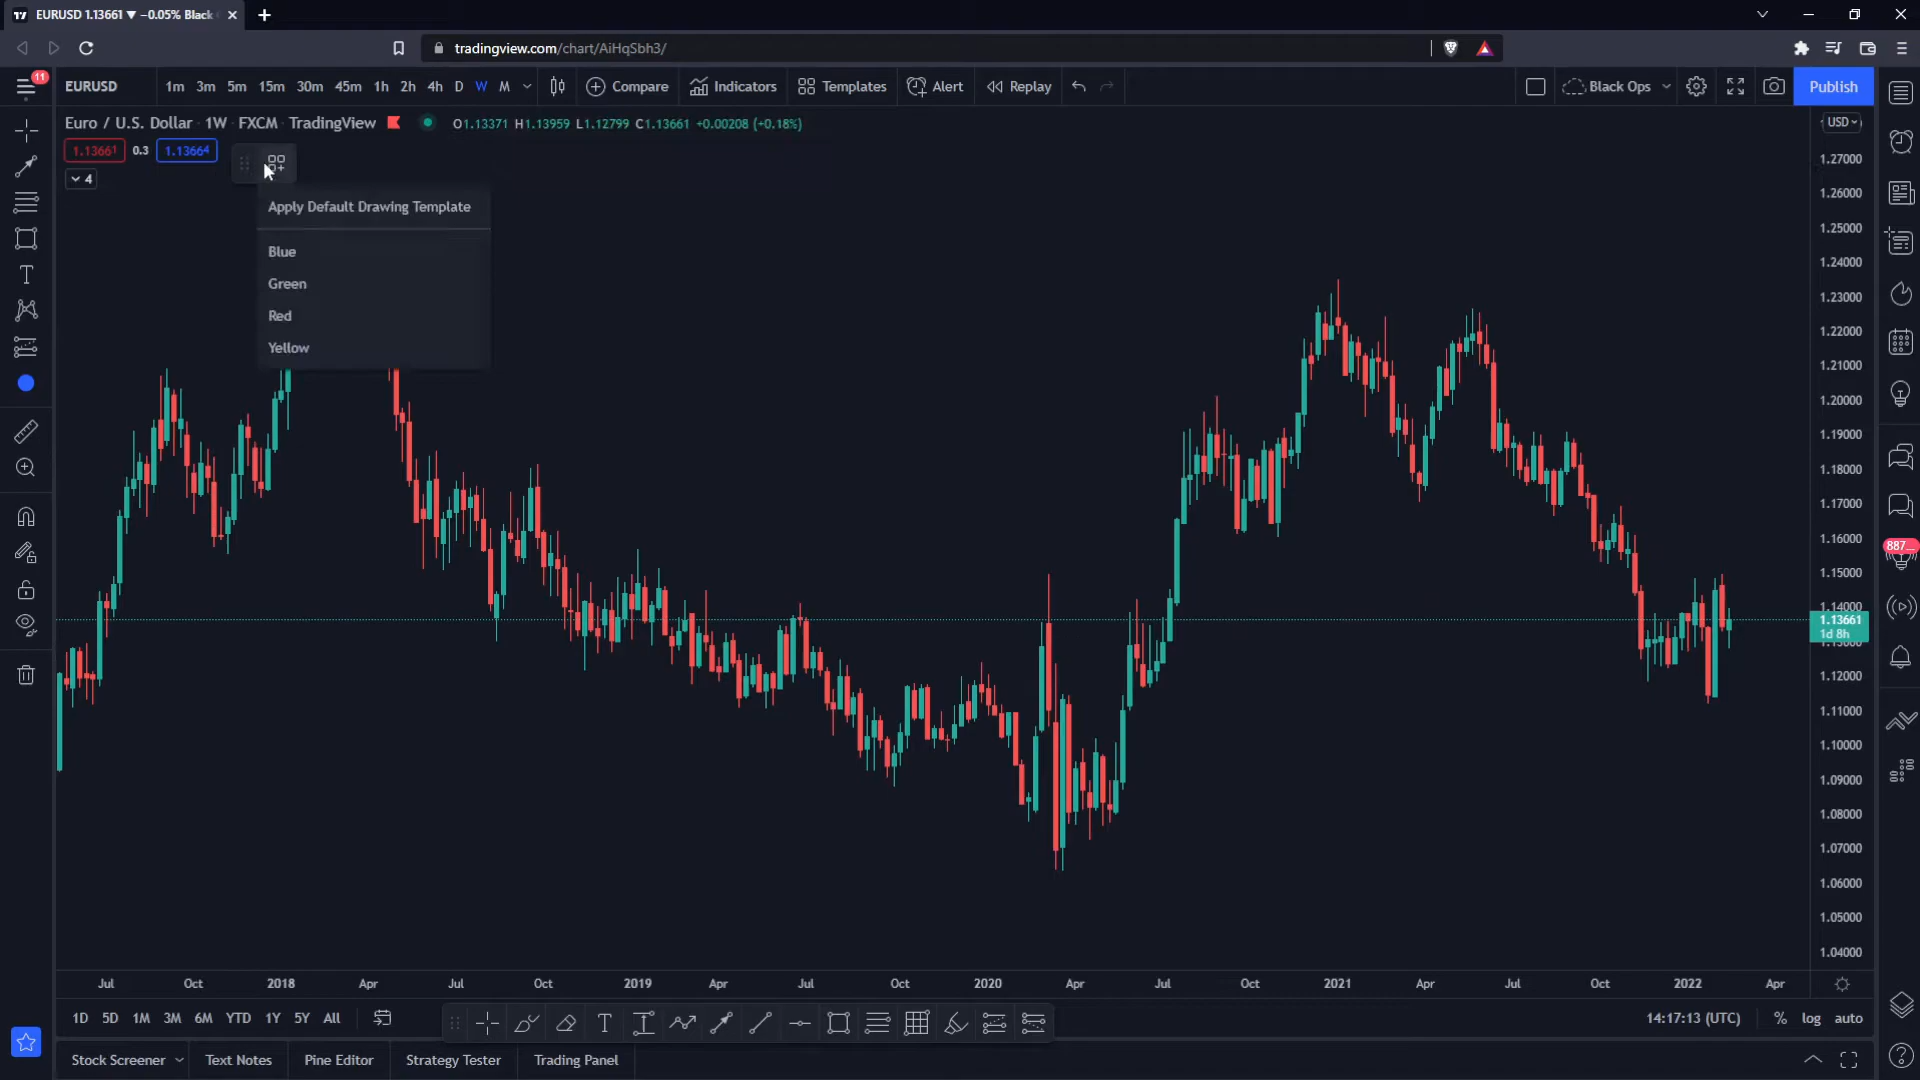 EURUSD 1.13661 ▼ −0.05% Black
tradingview.com/chart/AiHqSbh3/
11
EURUSD 1m 3m 5m 15m 30m 45m 1h 2h 4h D W M Compare Indicators Templates Alert Replay Black Ops Publish
Euro / U.S. Dollar · 1W · FXCM · TradingView O1.13371 H1.13959 L1.12799 C1.13661 +0.00208 (+0.18%)
USD
1.13661 0.3 1.13664
4
Apply Default Drawing Template
Blue
Green
Red
Yellow
1.27000
1.26000
1.25000
1.24000
1.23000
1.22000
1.21000
1.20000
1.19000
1.18000
1.17000
1.16000
1.15000
1.14000
1.13661
1d 8h
1.12000
1.11000
1.10000
1.09000
1.08000
1.07000
1.06000
1.05000
1.04000
887...
Jul Oct 2018 Apr Jul Oct 2019 Apr Jul Oct 2020 Apr Jul Oct 2021 Apr Jul Oct 2022 Apr
1D 5D 1M 3M 6M YTD 1Y 5Y All 14:17:13 (UTC) % log auto
Stock Screener Text Notes Pine Editor Strategy Tester Trading Panel